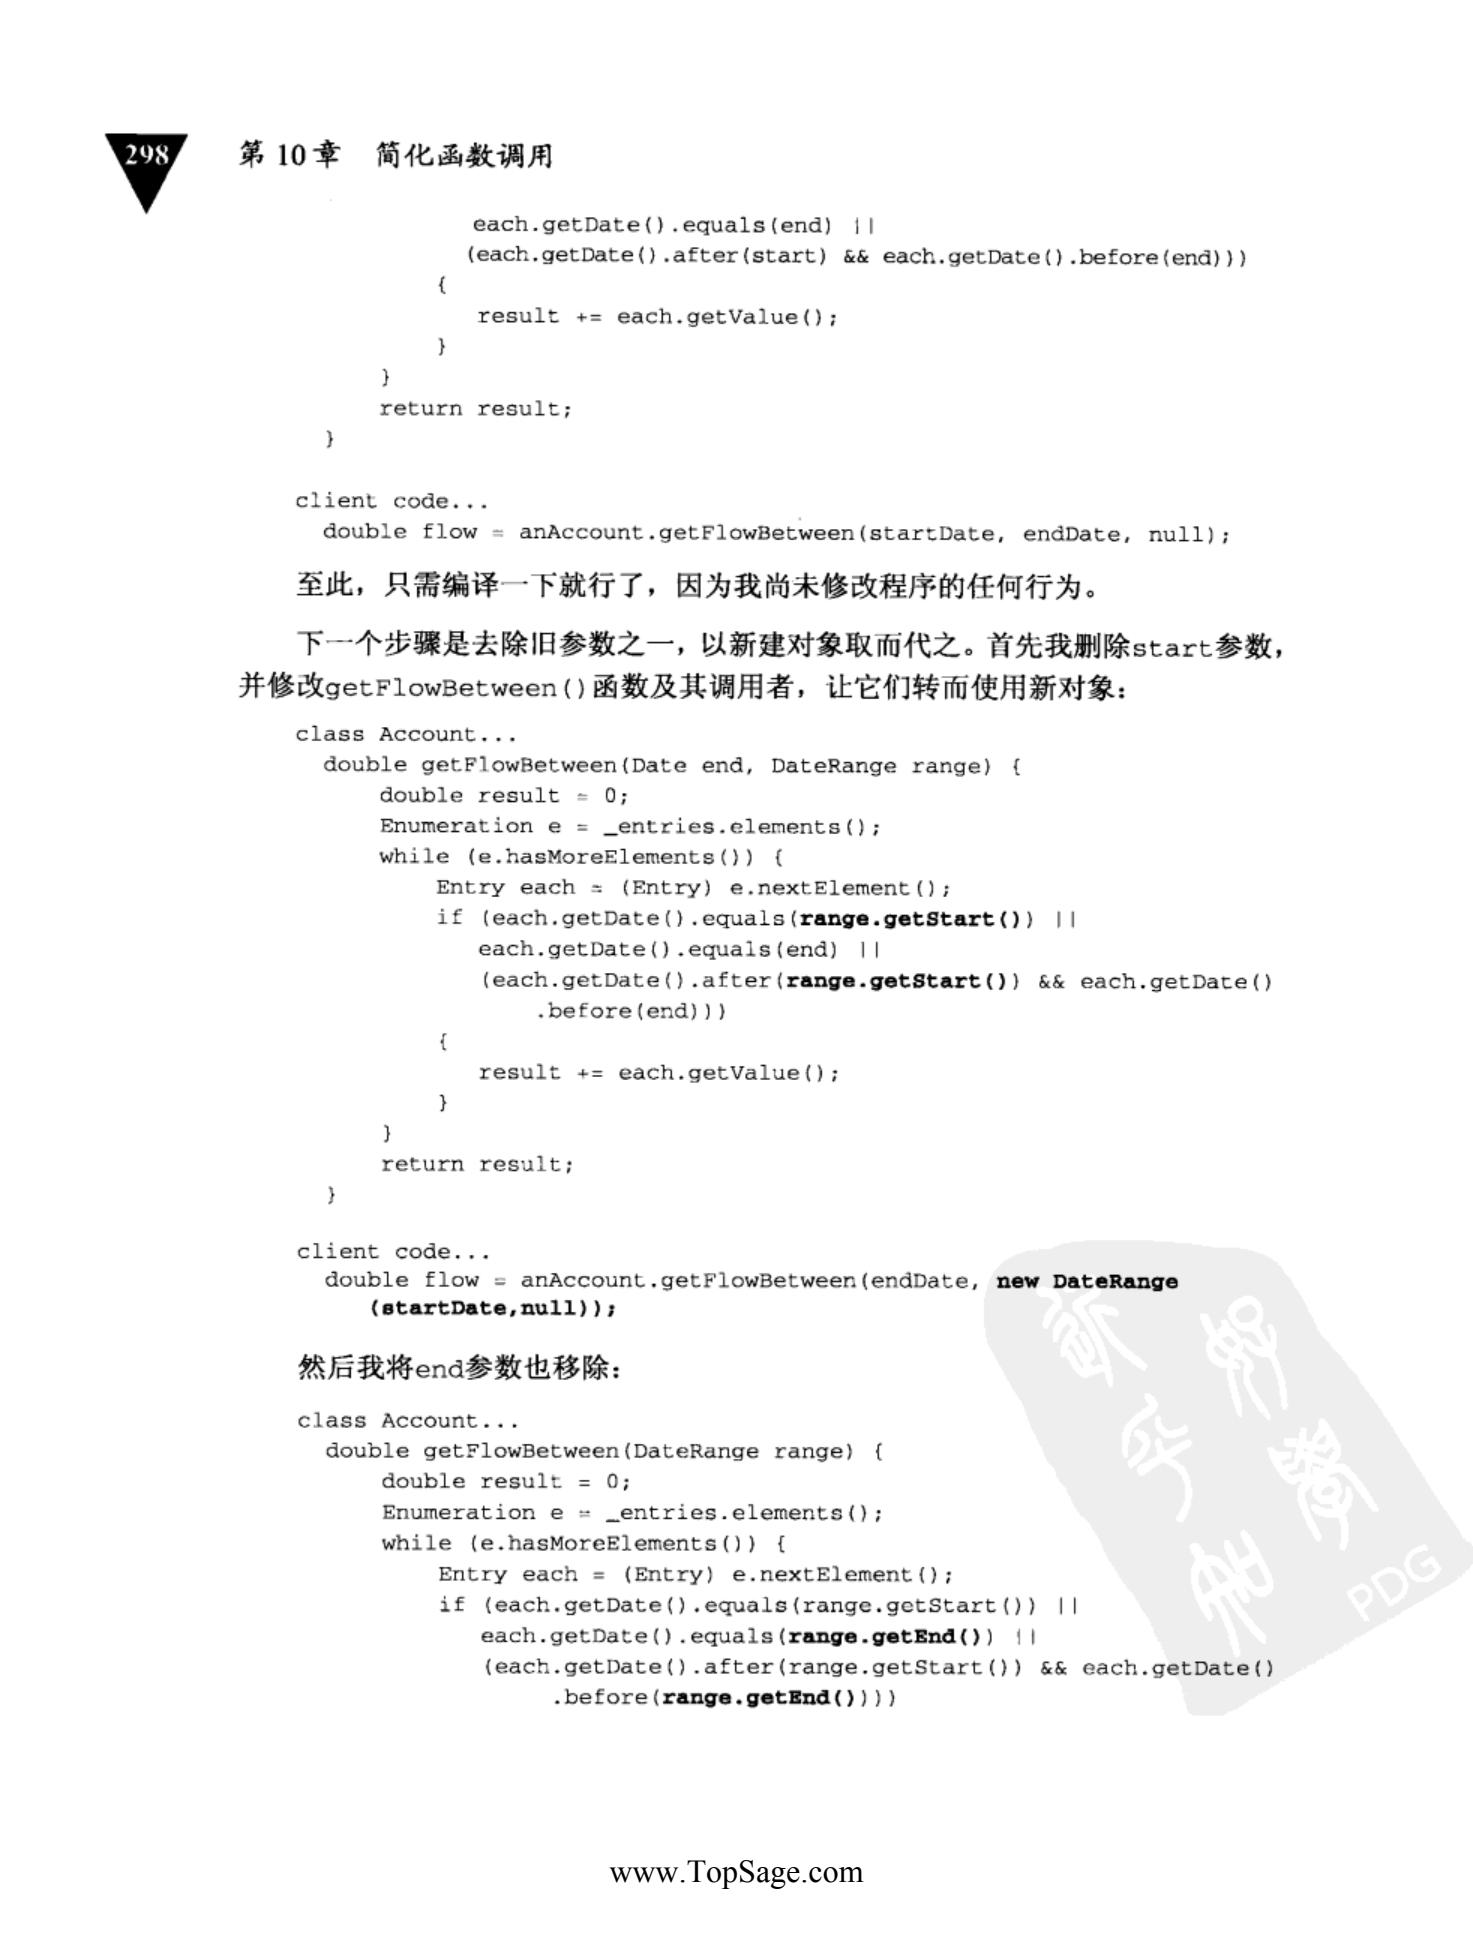 298
第 10 章 简化函数调用
each.getDate().equals(end) ||
(each.getDate().after(start) && each.getDate().before(end)))
{
result += each.getValue();
}
}
return result;
}
client code...
double flow = anAccount.getFlowBetween(startDate, endDate, null);
至此，只需编译一下就行了，因为我尚未修改程序的任何行为。
下一个步骤是去除旧参数之一，以新建对象取而代之。首先我删除start参数，
并修改getFlowBetween()函数及其调用者，让它们转而使用新对象：
class Account...
double getFlowBetween(Date end, DateRange range) {
double result = 0;
Enumeration e = _entries.elements();
while (e.hasMoreElements()) {
Entry each = (Entry) e.nextElement();
if (each.getDate().equals(range.getStart()) ||
each.getDate().equals(end) ||
(each.getDate().after(range.getStart()) && each.getDate()
.before(end)))
{
result += each.getValue();
}
}
return result;
}
client code...
double flow = anAccount.getFlowBetween(endDate, new DateRange
(startDate,null));
然后我将end参数也移除：
class Account...
double getFlowBetween(DateRange range) {
double result = 0;
Enumeration e = _entries.elements();
while (e.hasMoreElements()) {
Entry each = (Entry) e.nextElement();
if (each.getDate().equals(range.getStart()) ||
each.getDate().equals(range.getEnd()) ||
(each.getDate().after(range.getStart()) && each.getDate()
.before(range.getEnd())))
PDG
www.TopSage.com